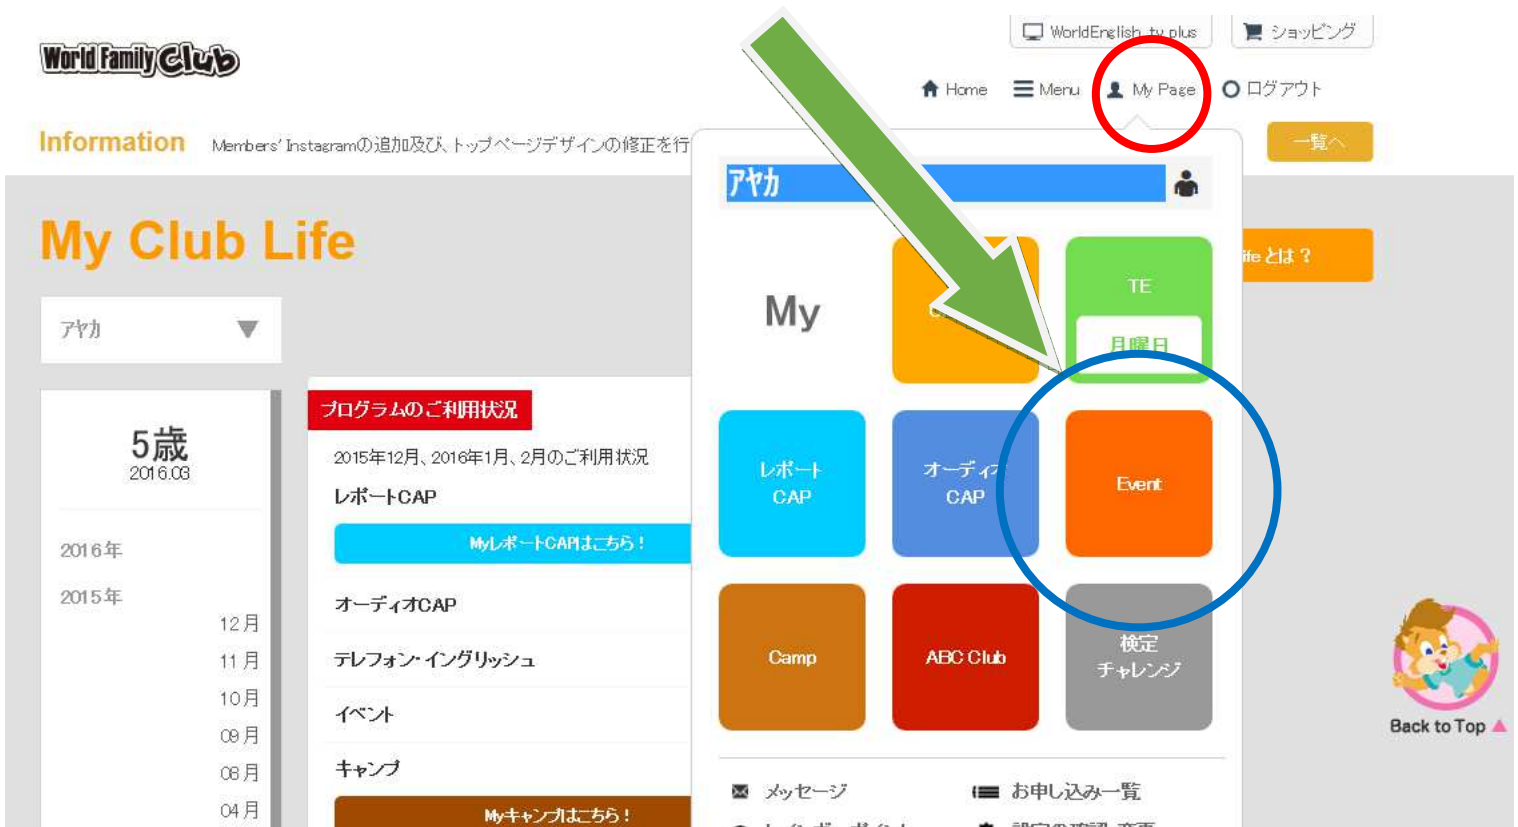 WorldEnglish tv plus
ショッピング
World Family Club
Home
Menu
My Page
ログアウト
Information
Members' Instagramの追加及び、トップページデザインの修正を行
一覧へ
アヤカ
My Club Life
ife とは？
My
TE
月曜日
アヤカ
5歳
2016.03
2016年
2015年
12月
11月
10月
09月
08月
04月
プログラムのご利用状況
2015年12月、2016年1月、2月のご利用状況
レポートCAP
MyレポートCAPはこちら！
オーディオCAP
テレフォン・イングリッシュ
イベント
キャンプ
Myキャンプはこちら！
レポート
CAP
オーディオ
CAP
Event
Camp
ABC Club
検定
チャレンジ
メッセージ
お申し込み一覧
Back to Top